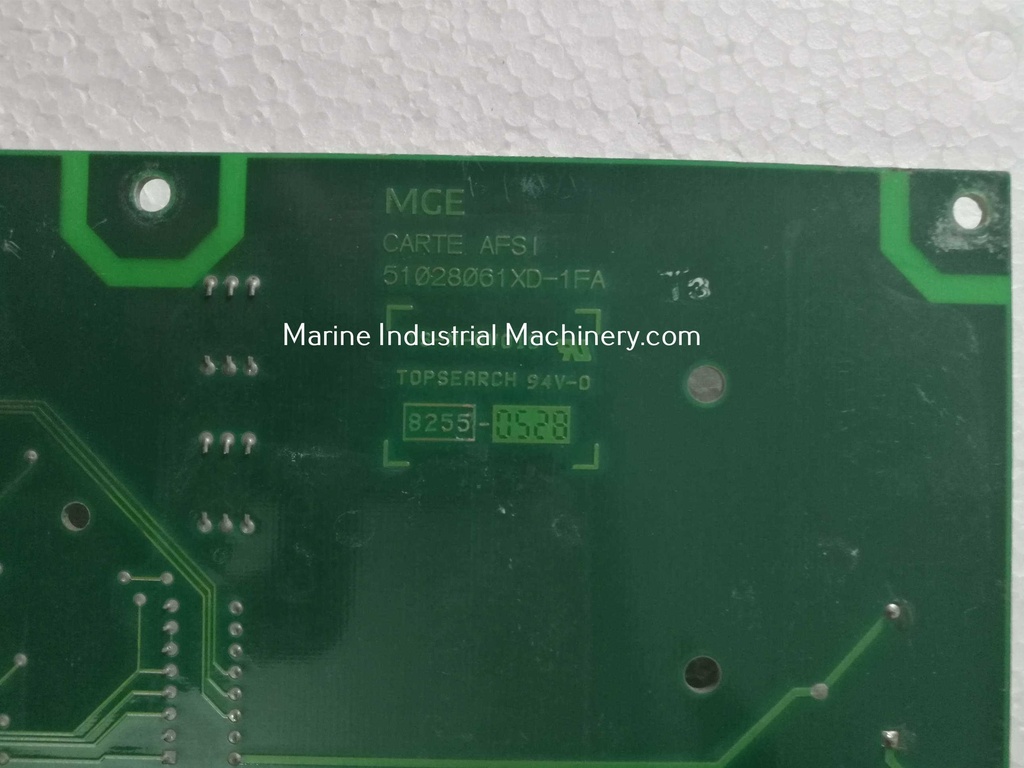 MGE
CARTE AFSI
51028061XD-1FA
T3
Marine Industrial Machinery.com
TOPSEARCH 94V-0
8255-0528